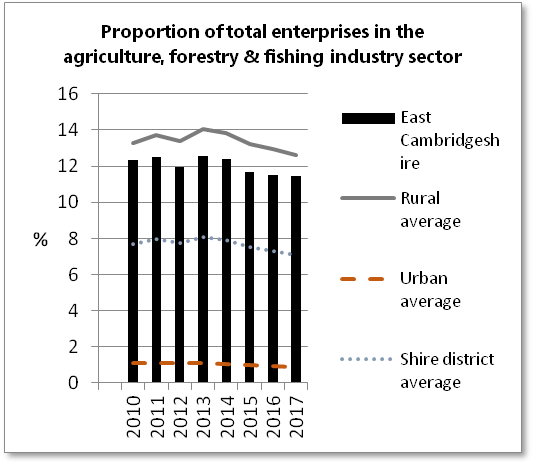 Proportion of total enterprises in the
agriculture, forestry & fishing industry sector
16
14
12
10
8
6
4
2
0
%
2010
2011
2012
2013
2014
2015
2016
2017
East
Cambridgesh
ire
Rural
average
Urban
average
Shire district
average